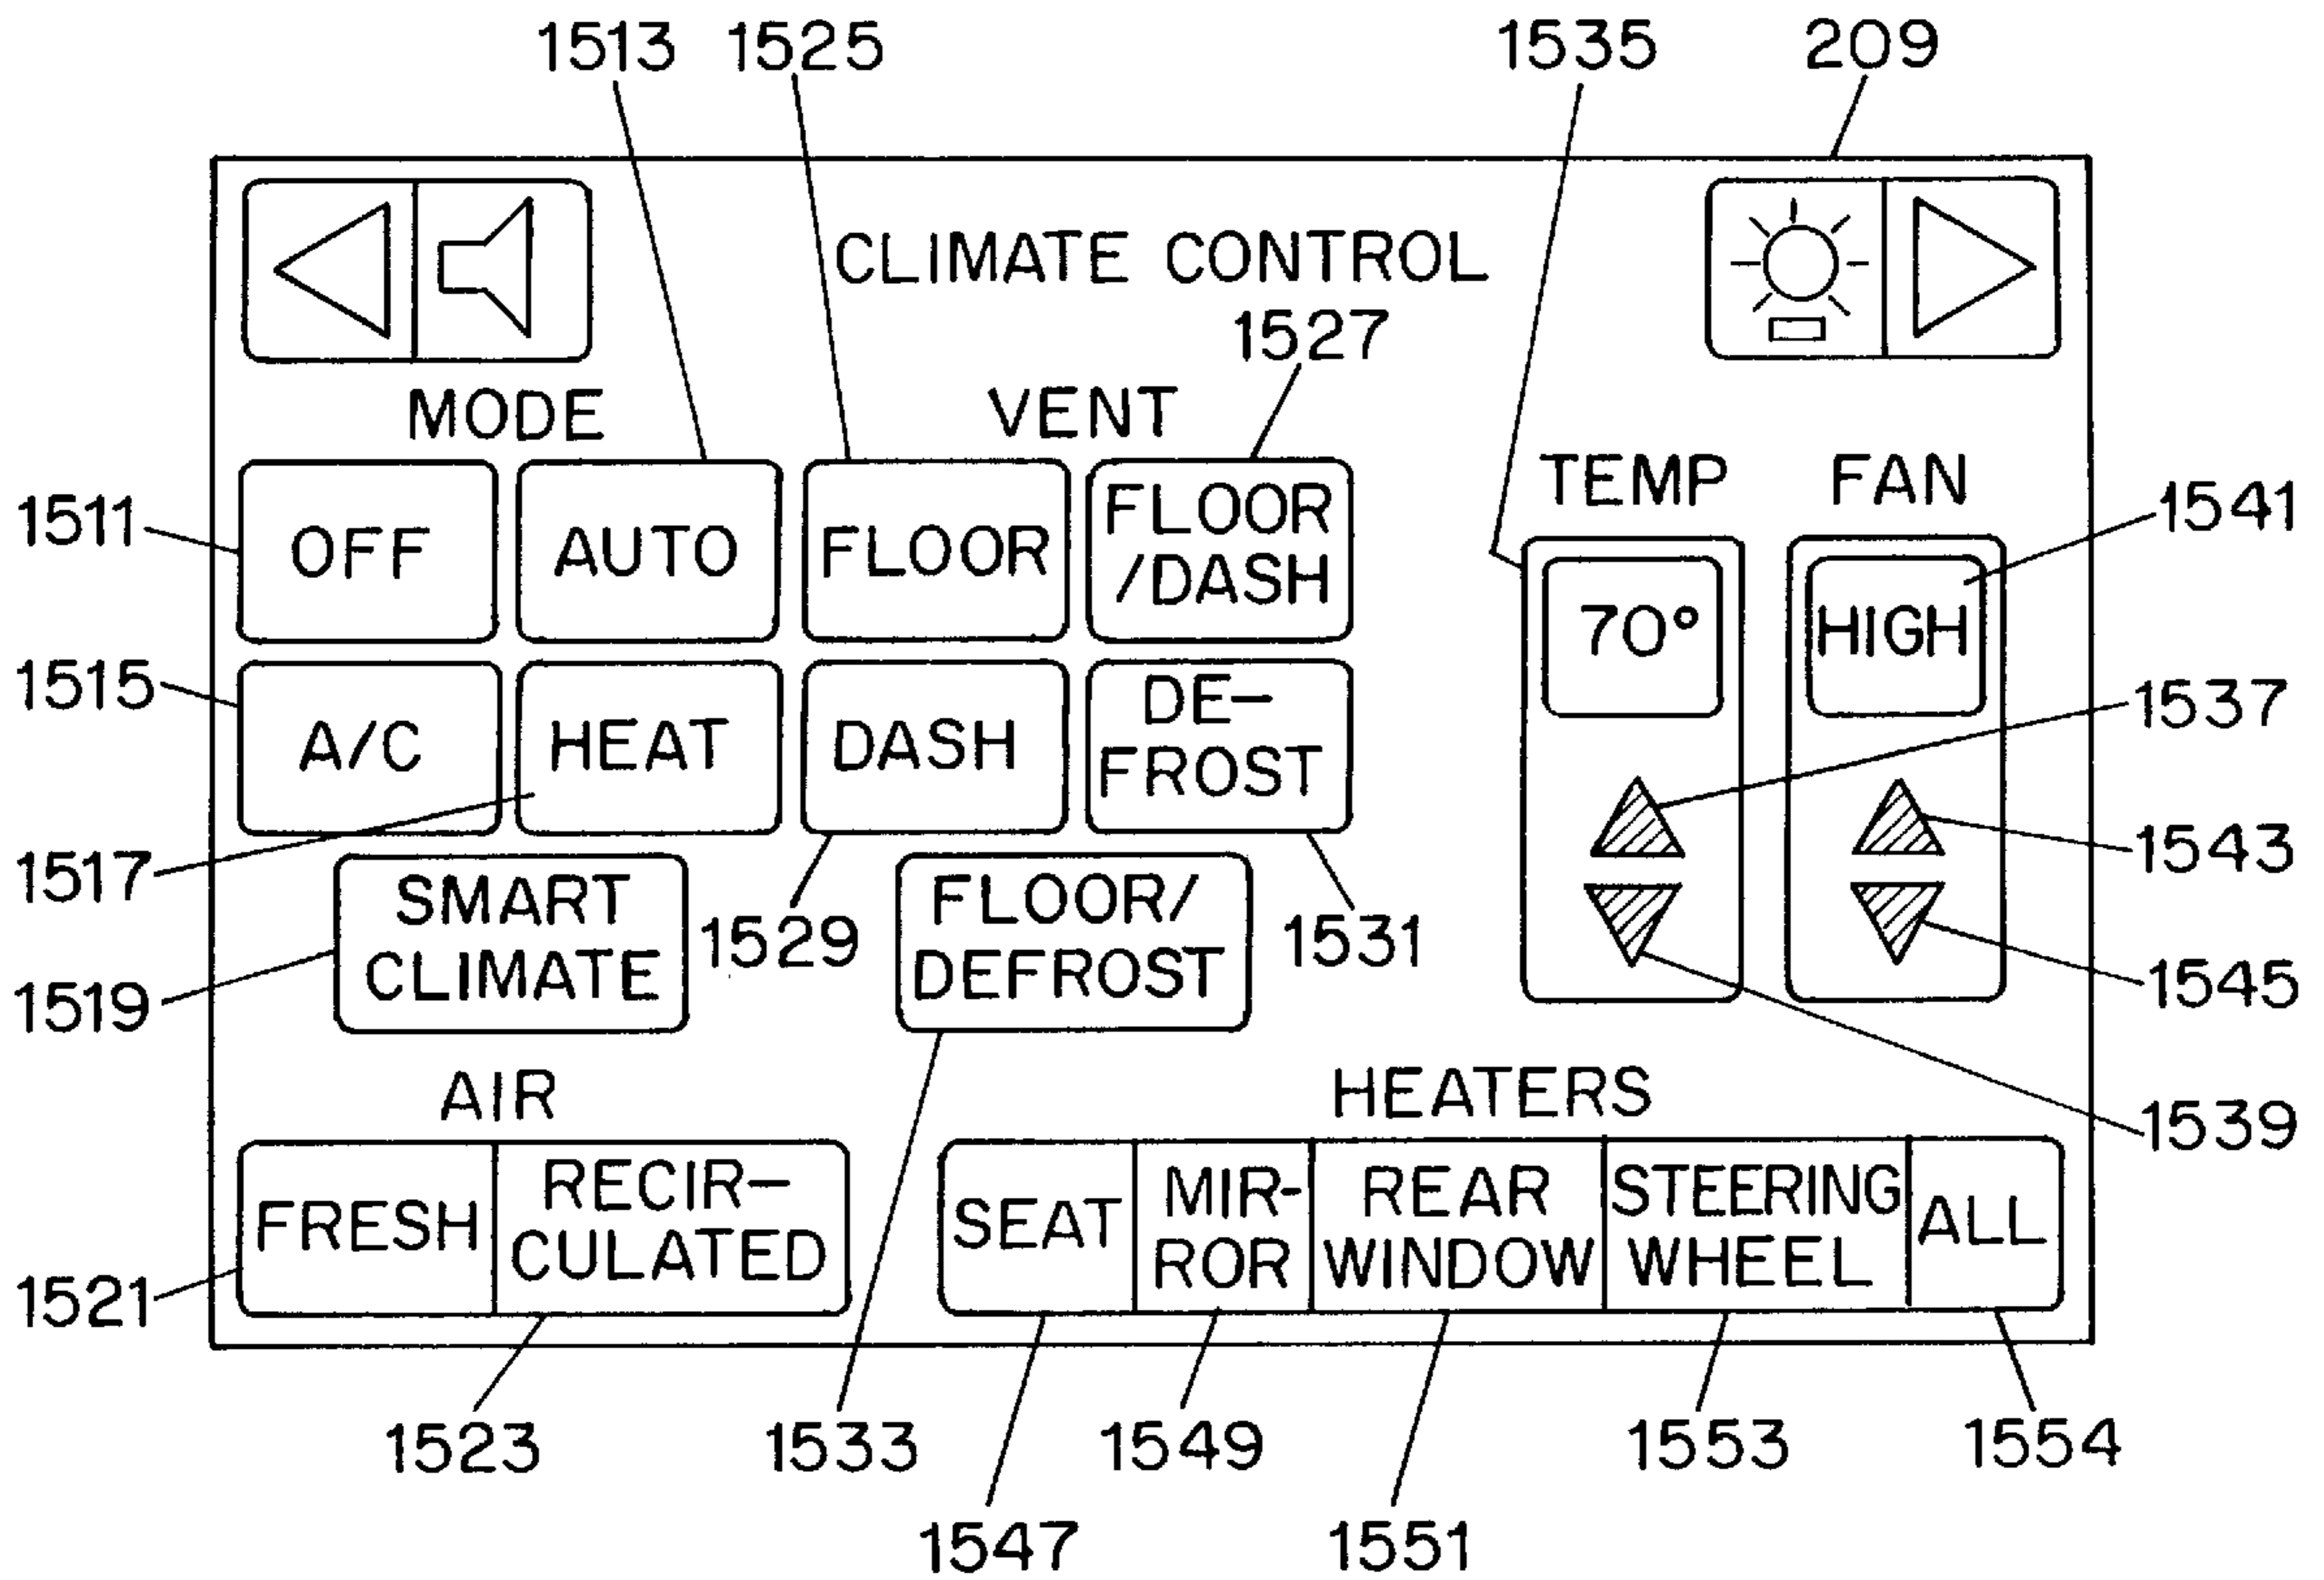 1513 1525 1535 209
CLIMATE CONTROL
1527
MODE VENT
TEMP FAN
1511 OFF AUTO FLOOR FLOOR
/DASH
70° HIGH 1541
1515 A/C HEAT DASH DE-
FROST
1537
1517
1543
SMART
CLIMATE
1529
FLOOR/
DEFROST
1531
1519
1545
AIR HEATERS
1539
FRESH RECIR-
CULATED
SEAT MIR-
ROR
REAR
WINDOW
STEERING
WHEEL
ALL
1521
1523 1533 1549 1553 1554
1547 1551